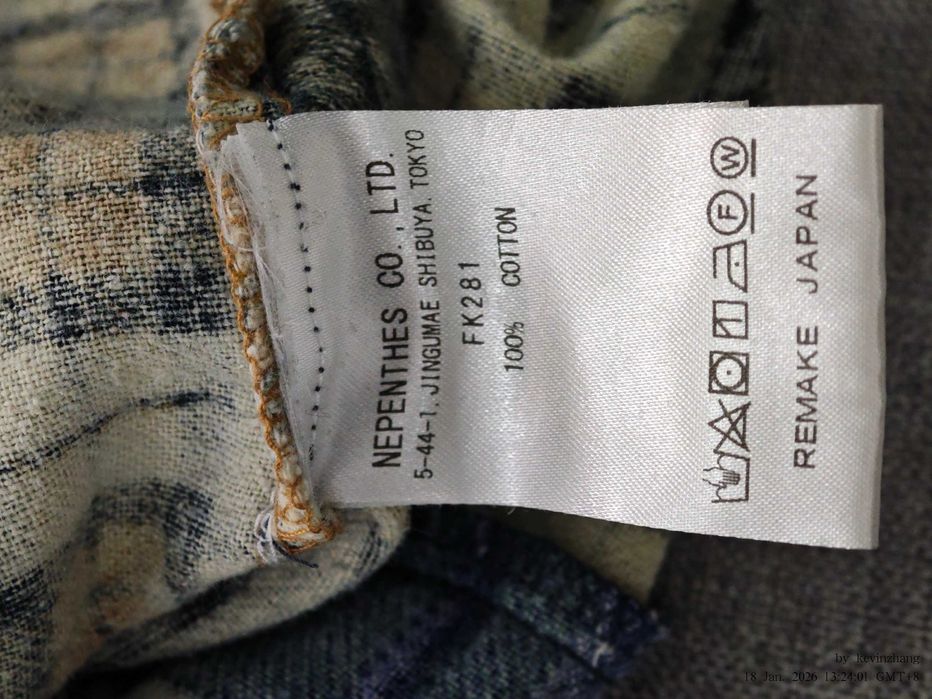 NEPENTHES CO.,LTD.
5-44-1, JINGUMAE SHIBUYA. TOKYO
FK281
100% COTTON
F W
REMAKE JAPAN
by kevinzhang
18 Jan. 2026 13:24:01 GMT+8